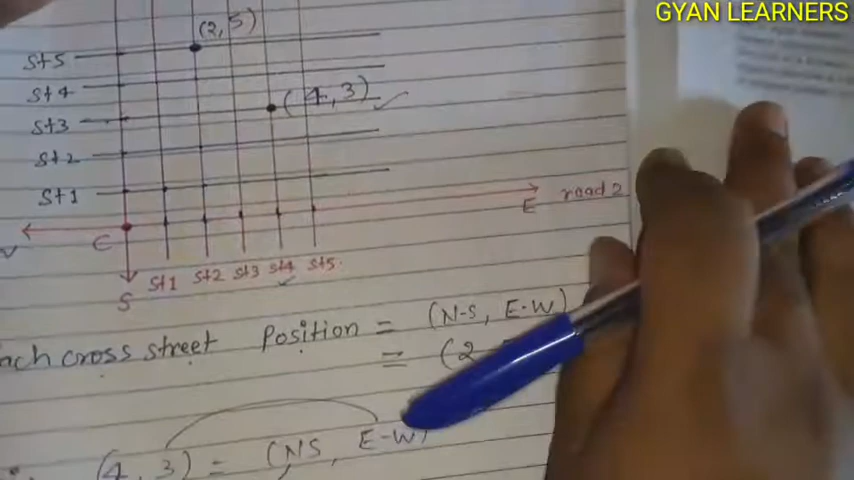 GYAN LEARNERS
(2,5)
st5
st4
(4,3)
st3
st2
st1
E road 2
C
st1 st2 st3 st4 st5
S
ach cross street Position = (N-S, E-W)
= (2
(4, 3) = (NS, E-W)